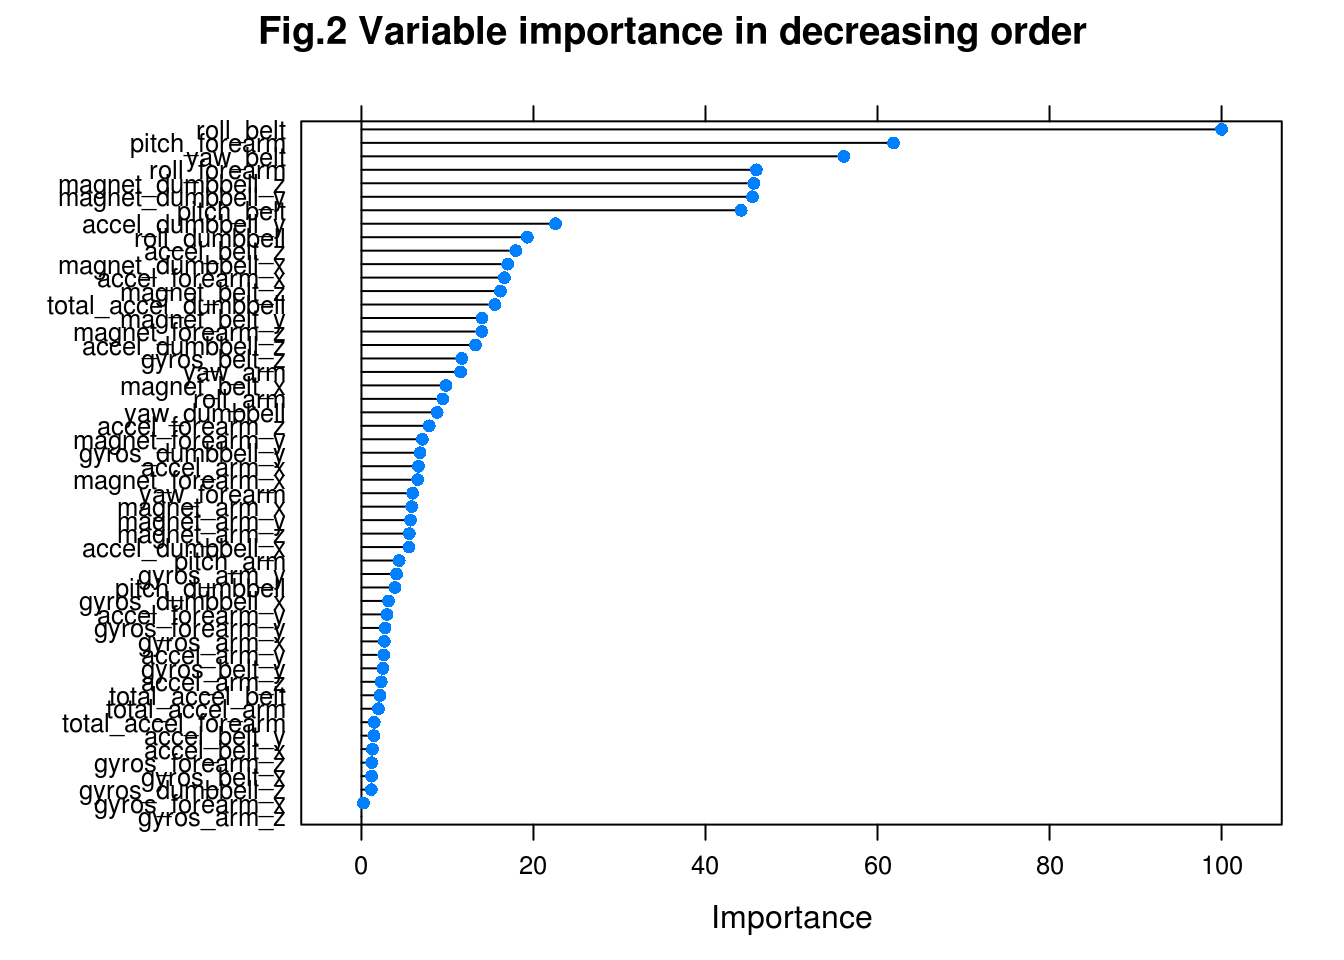 Fig.2 Variable importance in decreasing order
roll_belt
pitch_forearm
yaw_belt
roll_forearm
magnet_dumbbell_z
magnet_dumbbell_y
pitch_belt
accel_dumbbell_y
roll_dumbbell
accel_belt_z
magnet_dumbbell_x
accel_forearm_x
magnet_belt_z
total_accel_dumbbell
magnet_belt_y
magnet_forearm_z
accel_dumbbell_z
gyros_belt_z
yaw_arm
magnet_belt_x
roll_arm
yaw_dumbbell
accel_forearm_z
magnet_forearm_y
gyros_dumbbell_y
accel_arm_x
magnet_forearm_x
yaw_forearm
magnet_arm_x
magnet_arm_y
magnet_arm_z
accel_dumbbell_x
pitch_arm
gyros_arm_y
pitch_dumbbell
gyros_dumbbell_x
accel_forearm_y
gyros_forearm_y
gyros_arm_x
accel_arm_y
gyros_belt_y
accel_arm_z
total_accel_belt
total_accel_arm
total_accel_forearm
accel_belt_y
accel_belt_x
gyros_forearm_z
gyros_belt_x
gyros_dumbbell_z
gyros_forearm_x
gyros_arm_z
0 20 40 60 80 100
Importance